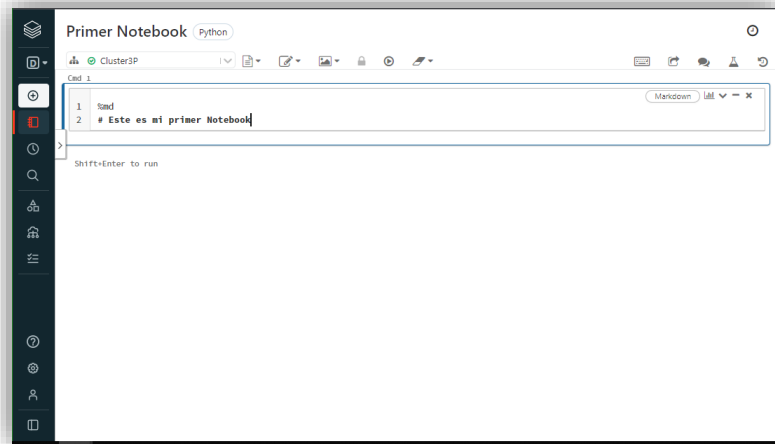 Primer Notebook Python
D
Cluster3P
Cmd 1
Markdown
1 %md
2 # Este es mi primer Notebook
Shift+Enter to run